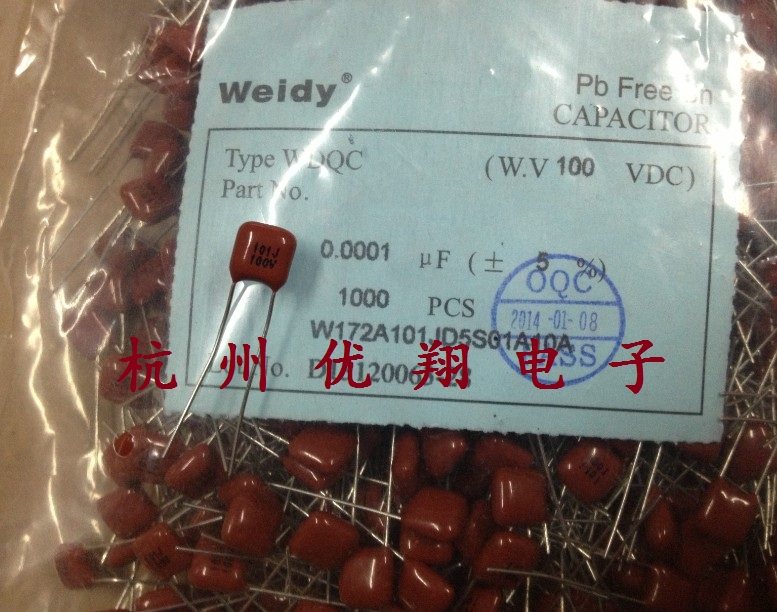 Weidy®
Pb Free
CAPACITOR
Type WDQC
(W.V 100 VDC)
Part No.
101J
100V
0.0001 μF (± 5 %)
OQC
1000 PCS
2014-01-08
W172A101JD5S01A10A
杭州优翔电子